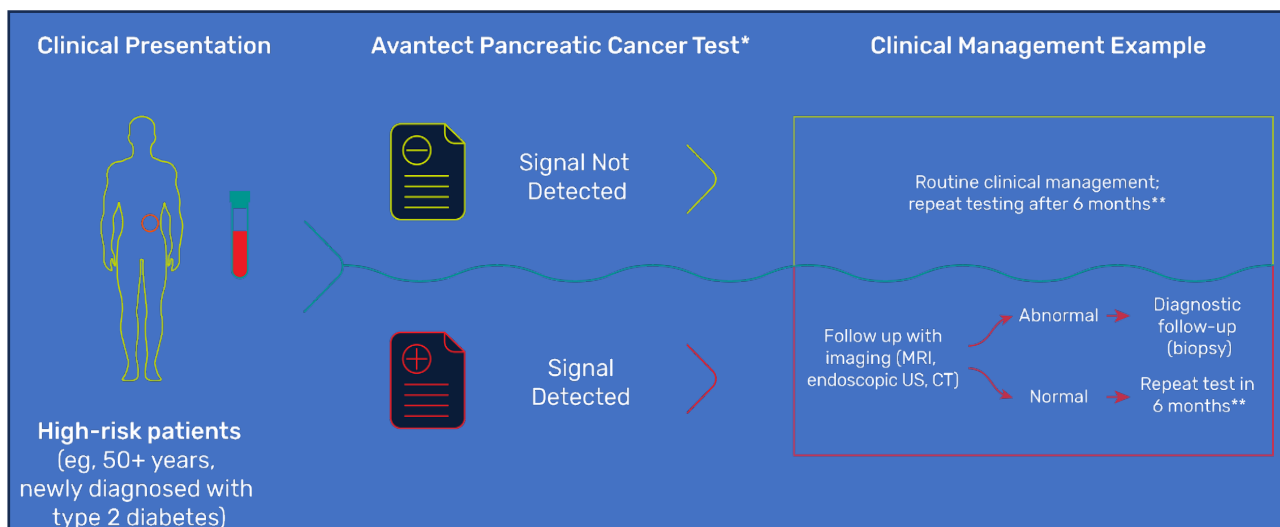 Clinical Presentation
Avantect Pancreatic Cancer Test*
Clinical Management Example
Signal Not
Detected
Routine clinical management;
repeat testing after 6 months**
Signal
Detected
Follow up with
imaging (MRI,
endoscopic US, CT)
Abnormal
Diagnostic
follow-up
(biopsy)
Normal
Repeat test in
6 months**
High-risk patients
(eg, 50+ years,
newly diagnosed with
type 2 diabetes)